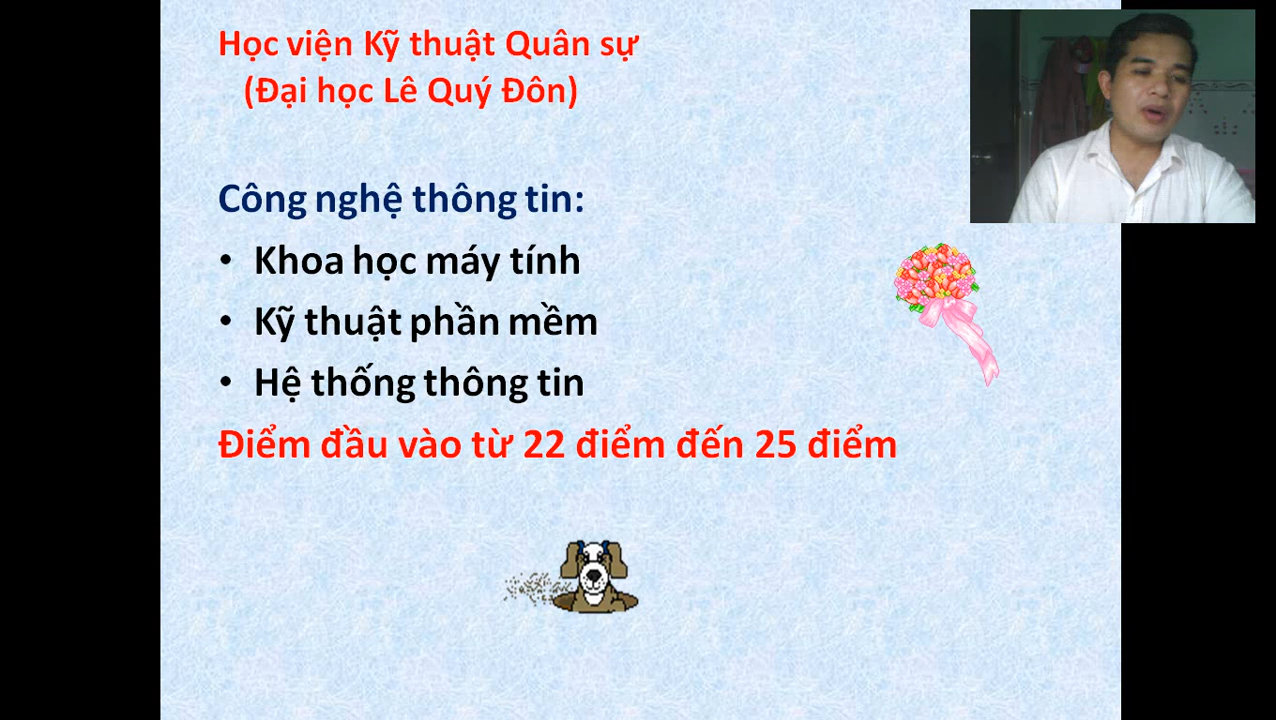 Học viện Kỹ thuật Quân sự
(Đại học Lê Quý Đôn)
Công nghệ thông tin:
• Khoa học máy tính
• Kỹ thuật phần mềm
• Hệ thống thông tin
Điểm đầu vào từ 22 điểm đến 25 điểm